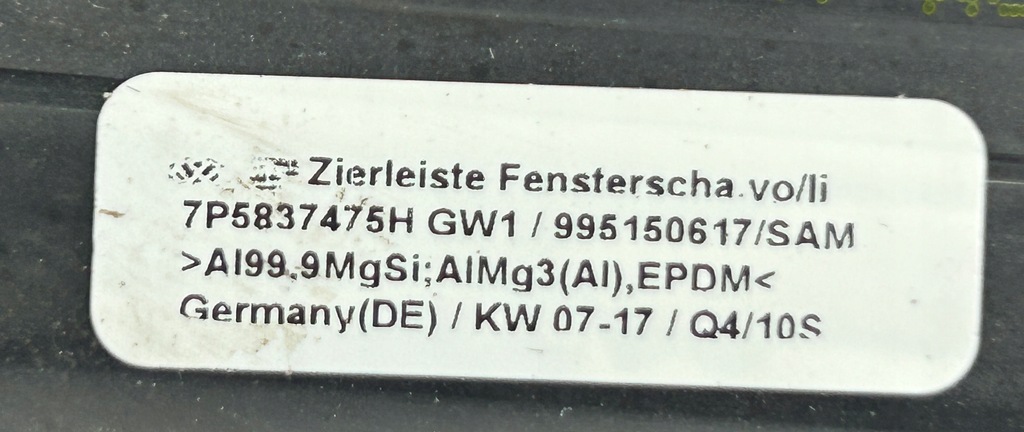 Zierleiste Fensterscha.vo/li
7P5837475H GW1 / 995150617/SAM
>Al99.9MgSi;AlMg3(Al),EPDM<
Germany(DE) / KW 07-17 / Q4/10S